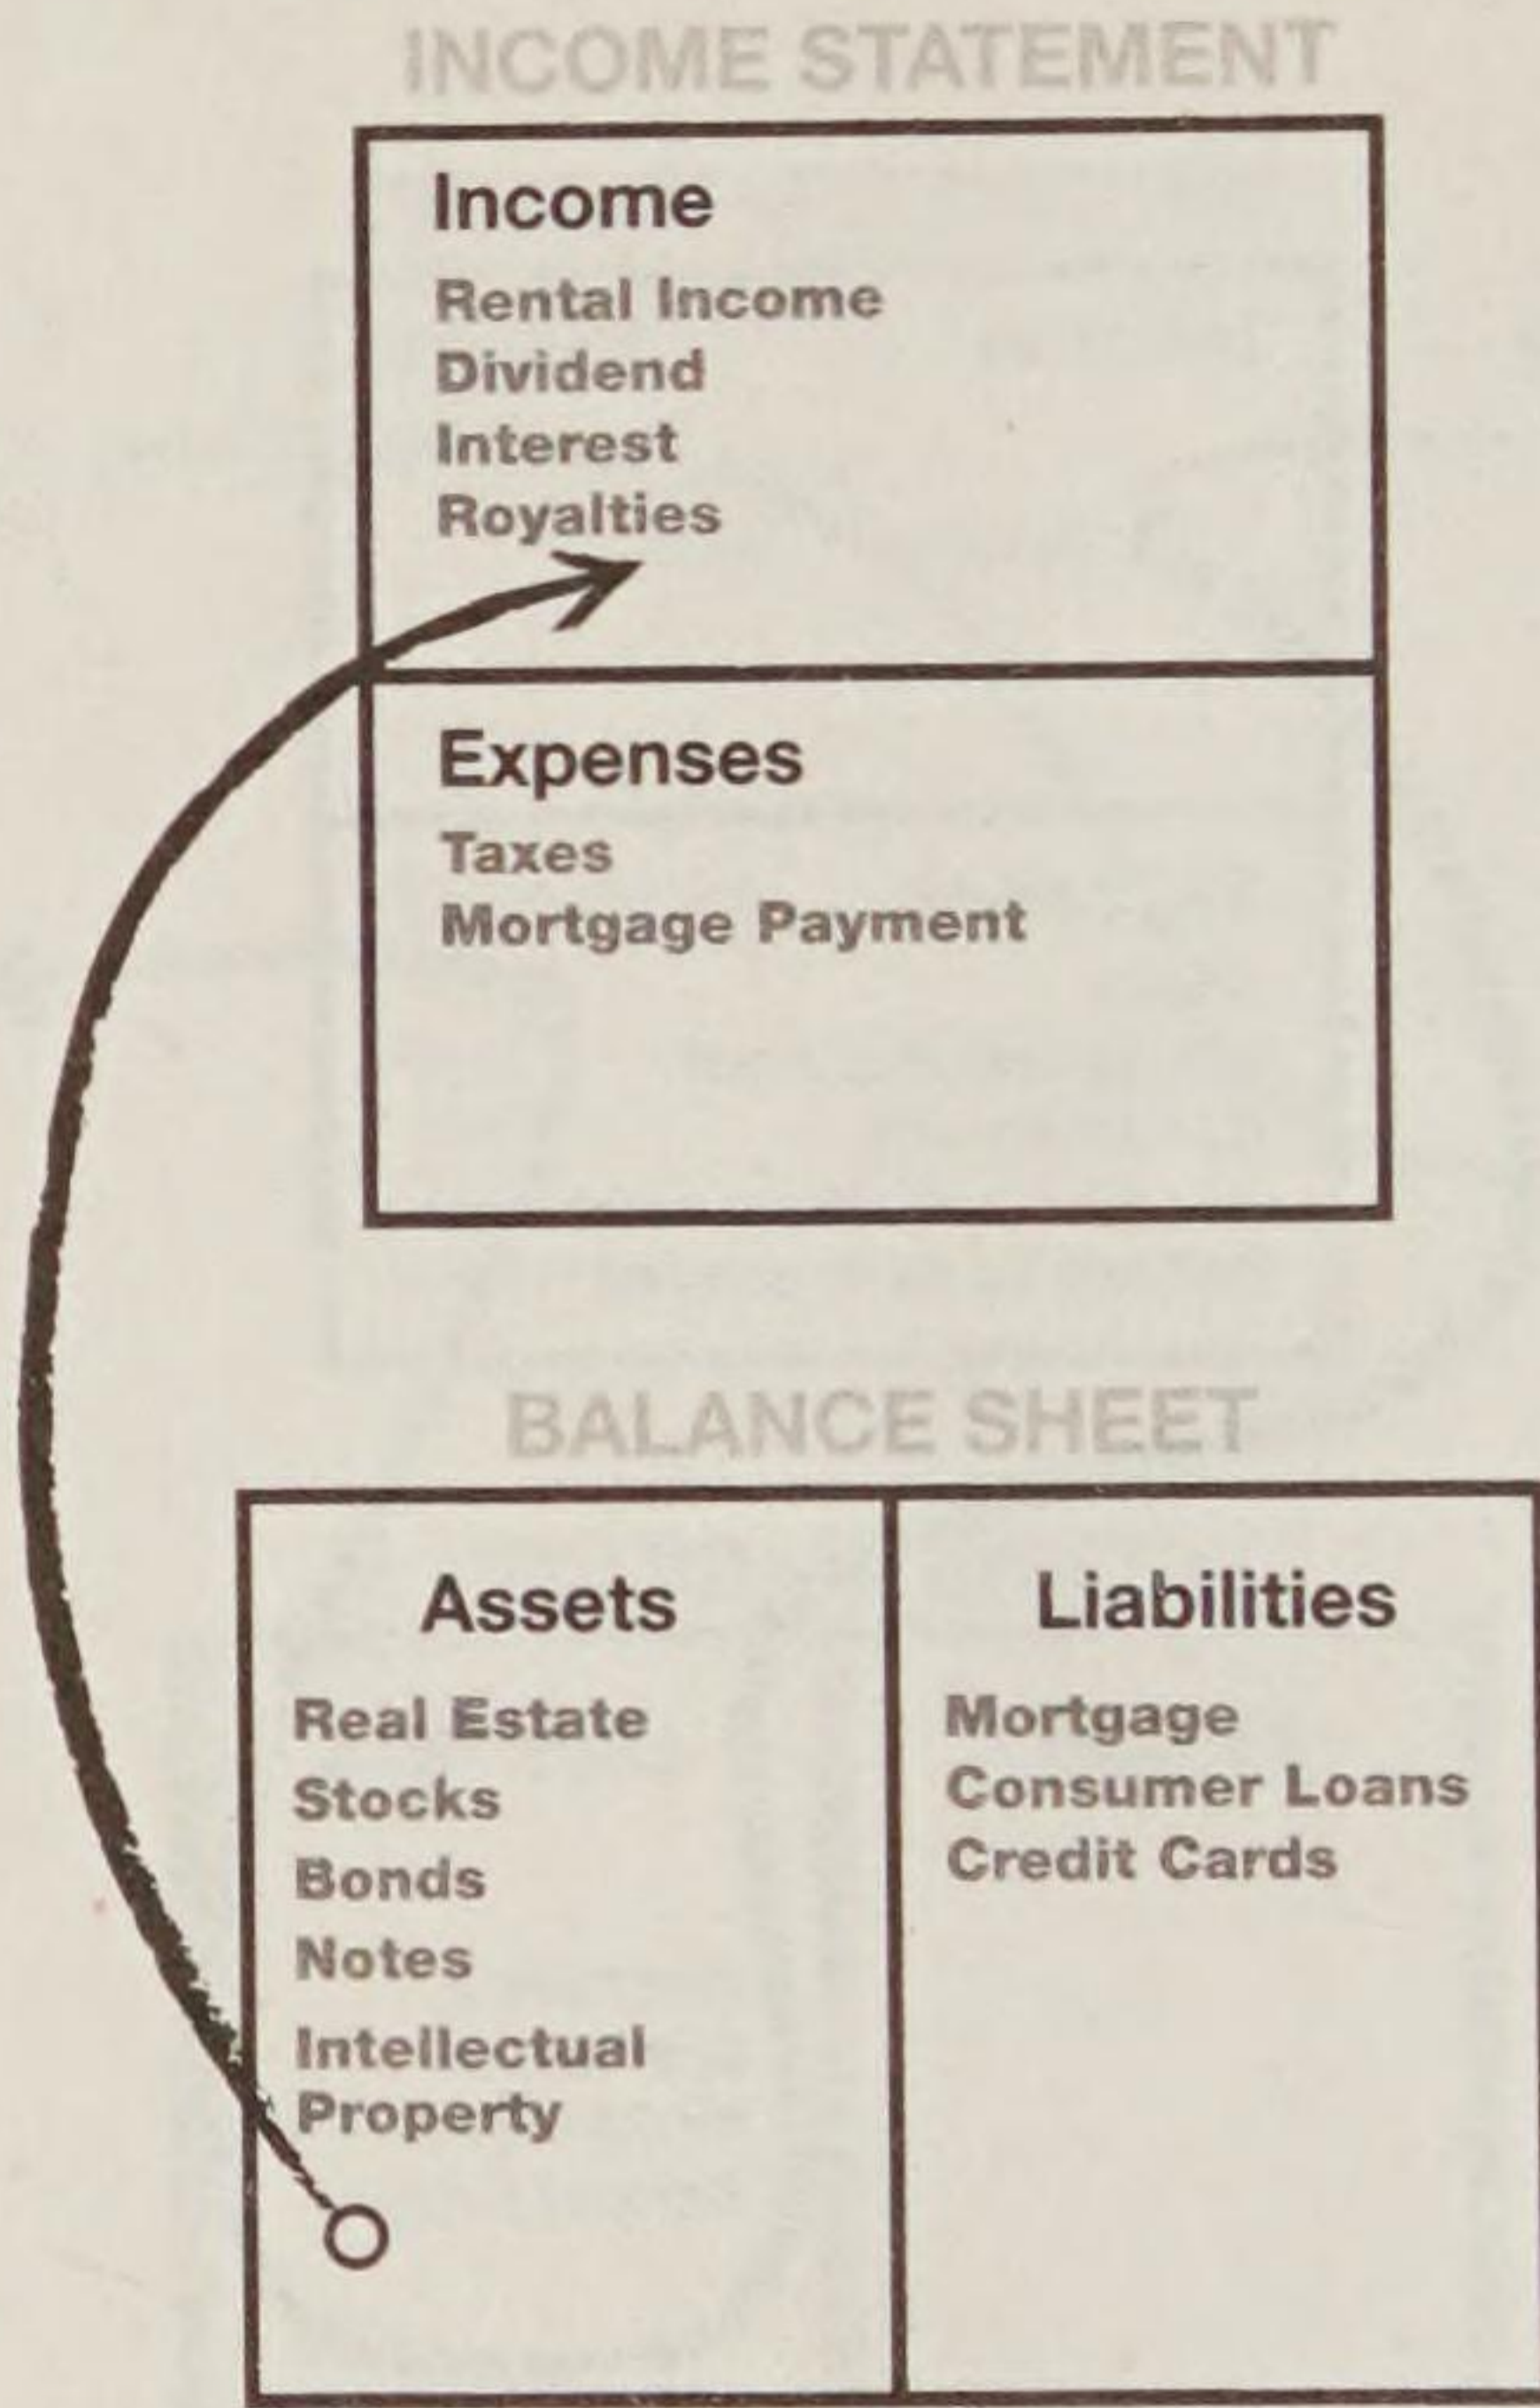 INCOME STATEMENT
Income
Rental Income
Dividend
Interest
Royalties
Expenses
Taxes
Mortgage Payment
BALANCE SHEET
Assets
Real Estate
Stocks
Bonds
Notes
Intellectual
Property
Liabilities
Mortgage
Consumer Loans
Credit Cards